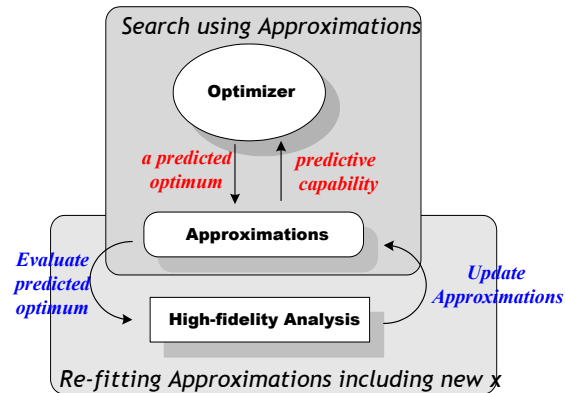 Search using Approximations
Optimizer
a predicted
optimum
predictive
capability
Approximations
Evaluate
predicted
optimum
Update
Approximations
High-fidelity Analysis
Re-fitting Approximations including new x